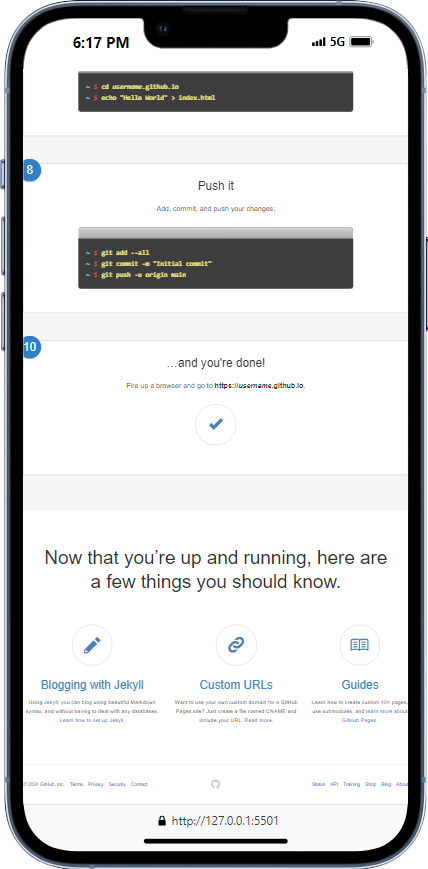 6:17 PM
5G
~ $ cd username.github.io
~ $ echo "Hello World" > index.html
8
Push it
Add, commit, and push your changes:
~ $ git add --all
~ $ git commit -m "Initial commit"
~ $ git push -u origin main
10
…and you're done!
Fire up a browser and go to https://username.github.io.
Now that you’re up and running, here are
a few things you should know.
Blogging with Jekyll
Using Jekyll, you can blog using beautiful Markdown
syntax, and without having to deal with any databases.
Learn how to set up Jekyll.
Custom URLs
Want to use your own custom domain for a GitHub
Pages site? Just create a file named CNAME and
include your URL. Read more.
Guides
Learn how to create custom 404 pages,
use submodules, and learn more about
GitHub Pages.
© 2024 GitHub, Inc. Terms Privacy Security Contact
Status API Training Shop Blog About
http://127.0.0.1:5501